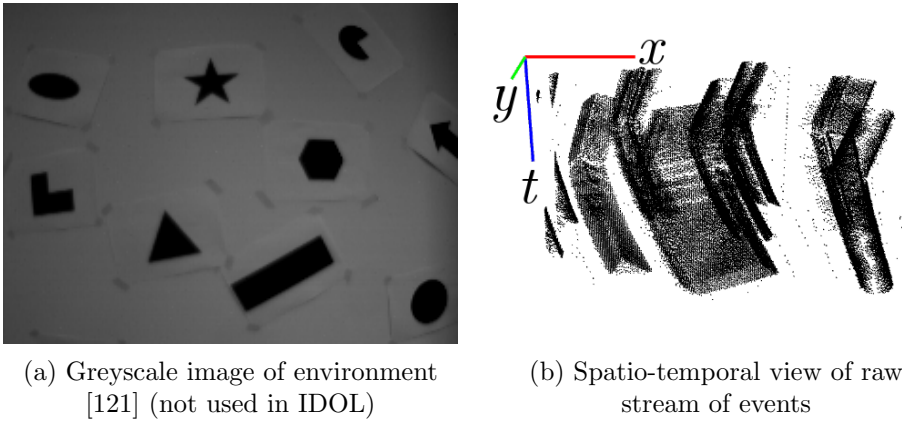 x
y
t
(a) Greyscale image of environment
[121] (not used in IDOL)
(b) Spatio-temporal view of raw
stream of events